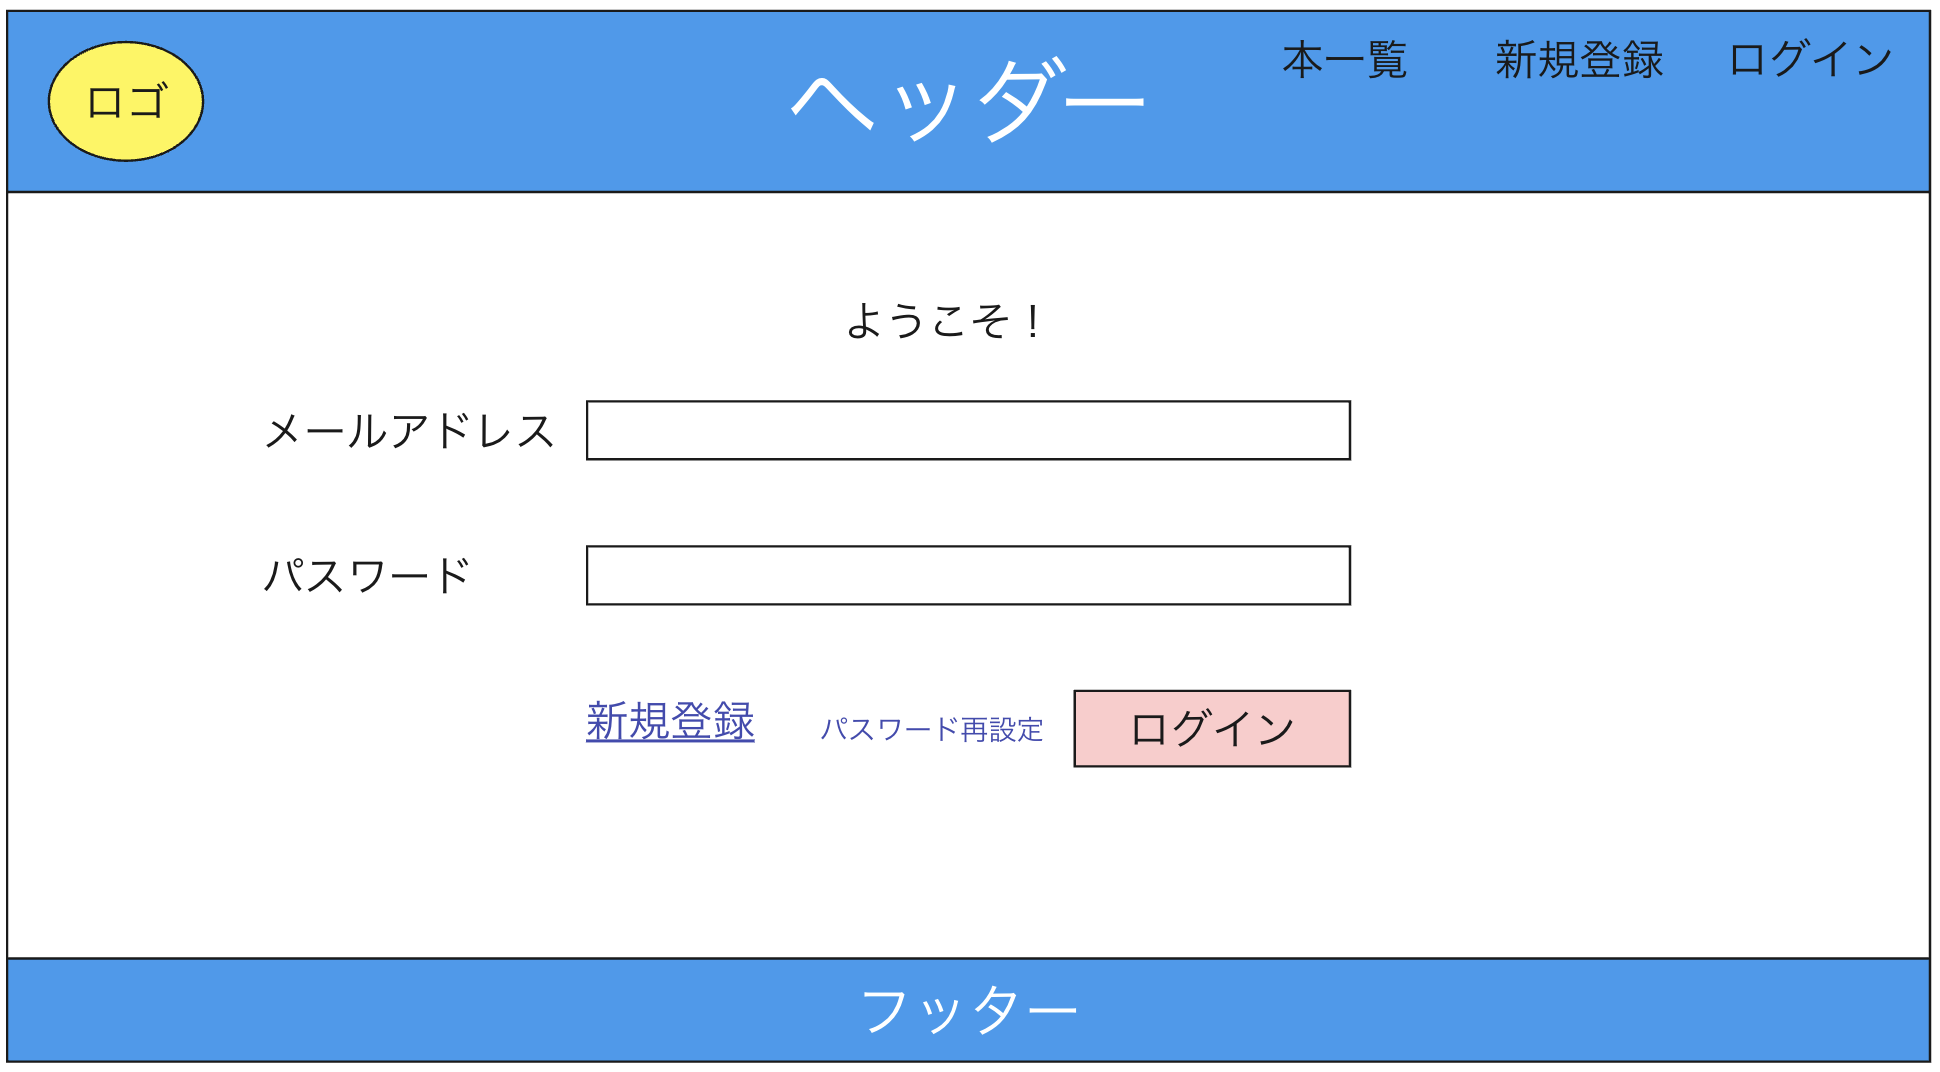 ロゴ
ヘッダー
本一覧
新規登録
ログイン
ようこそ！
メールアドレス
パスワード
新規登録
パスワード再設定
ログイン
フッター